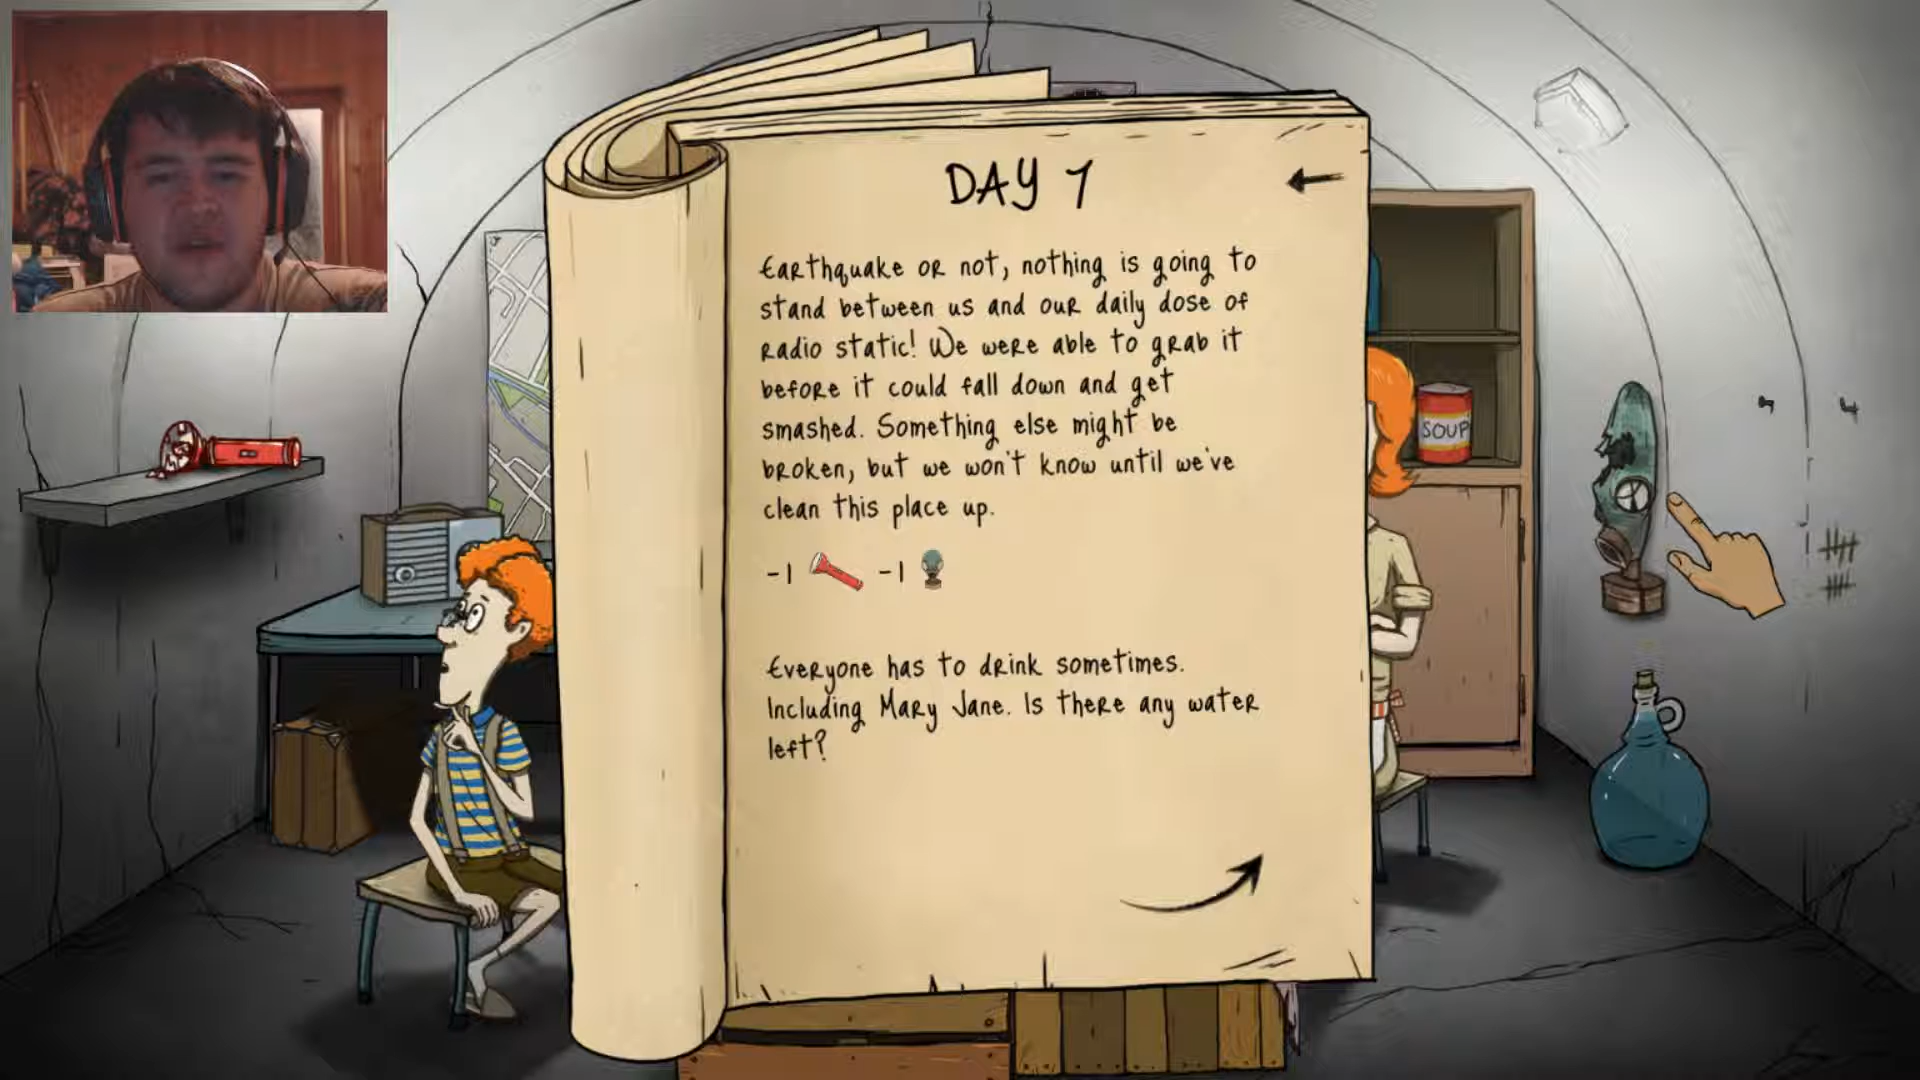 DAY 7
Earthquake or not, nothing is going to
stand between us and our daily dose of
radio static! We were able to grab it
before it could fall down and get
smashed. Something else might be
broken, but we won't know until we've
clean this place up.
-1 -1
Everyone has to drink sometimes.
Including Mary Jane. Is there any water
left?
SOUP